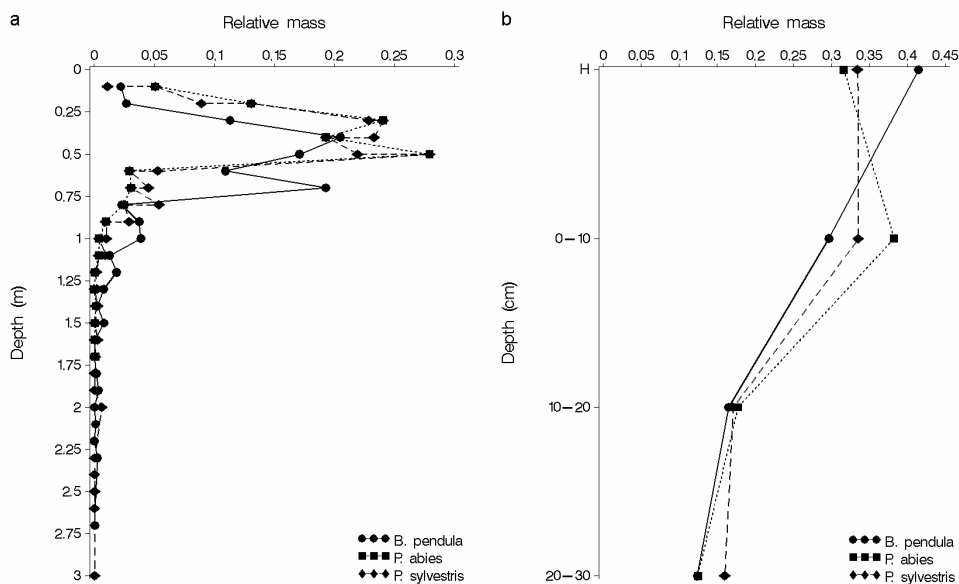 a
Relative mass
0 0.05 0.1 0.15 0.2 0.25 0.3
Depth (m)
0
0.25
0.5
0.75
1
1.25
1.5
1.75
2
2.25
2.5
2.75
3
B. pendula
P. abies
P. sylvestris
b
Relative mass
0 0.05 0.1 0.15 0.2 0.25 0.3 0.35 0.4 0.45
Depth (cm)
H
0–10
10–20
20–30
B. pendula
P. abies
P. sylvestris